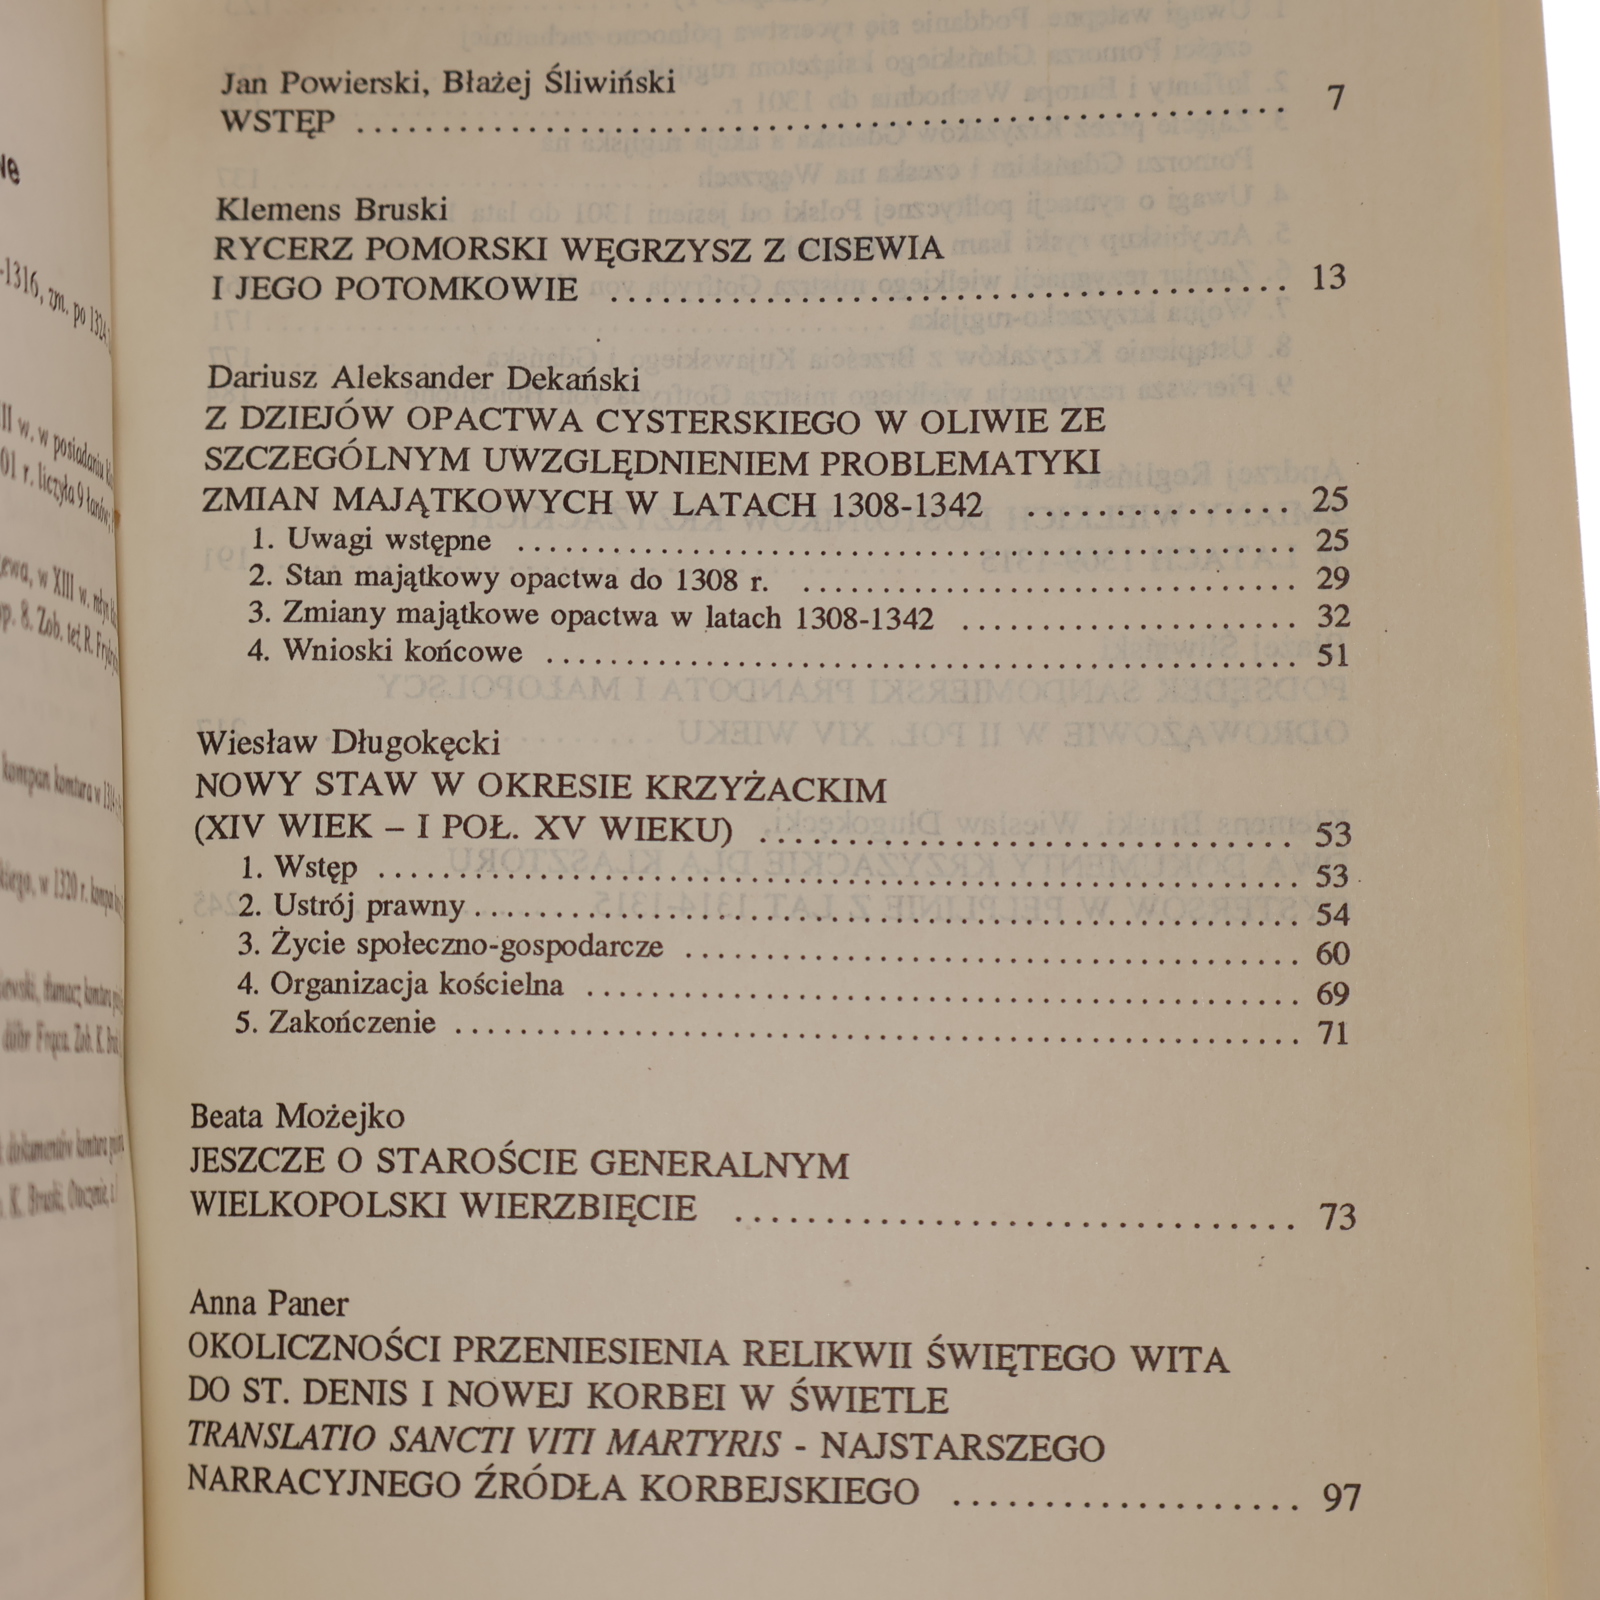 Jan Powierski, Błażej Śliwiński
WSTĘP ........ 7
Klemens Bruski
RYCERZ POMORSKI WĘGRZYSZ Z CISEWIA
I JEGO POTOMKOWIE ........ 13
Dariusz Aleksander Dekański
Z DZIEJÓW OPACTWA CYSTERSKIEGO W OLIWIE ZE
SZCZEGÓLNYM UWZGLĘDNIENIEM PROBLEMATYKI
ZMIAN MAJĄTKOWYCH W LATACH 1308-1342 ........ 25
1. Uwagi wstępne ........ 25
2. Stan majątkowy opactwa do 1308 r. ........ 29
3. Zmiany majątkowe opactwa w latach 1308-1342 ........ 32
4. Wnioski końcowe ........ 51
Wiesław Długokęcki
NOWY STAW W OKRESIE KRZYŻACKIM
(XIV WIEK – I POŁ. XV WIEKU) ........ 53
1. Wstęp ........ 53
2. Ustrój prawny ........ 54
3. Życie społeczno-gospodarcze ........ 60
4. Organizacja kościelna ........ 69
5. Zakończenie ........ 71
Beata Możejko
JESZCZE O STAROŚCIE GENERALNYM
WIELKOPOLSKI WIERZBIĘCIE ........ 73
Anna Paner
OKOLICZNOŚCI PRZENIESIENIA RELIKWII ŚWIĘTEGO WITA
DO ST. DENIS I NOWEJ KORBEI W ŚWIETLE
TRANSLATIO SANCTI VITI MARTYRIS - NAJSTARSZEGO
NARRACYJNEGO ŹRÓDŁA KORBEJSKIEGO ........ 97